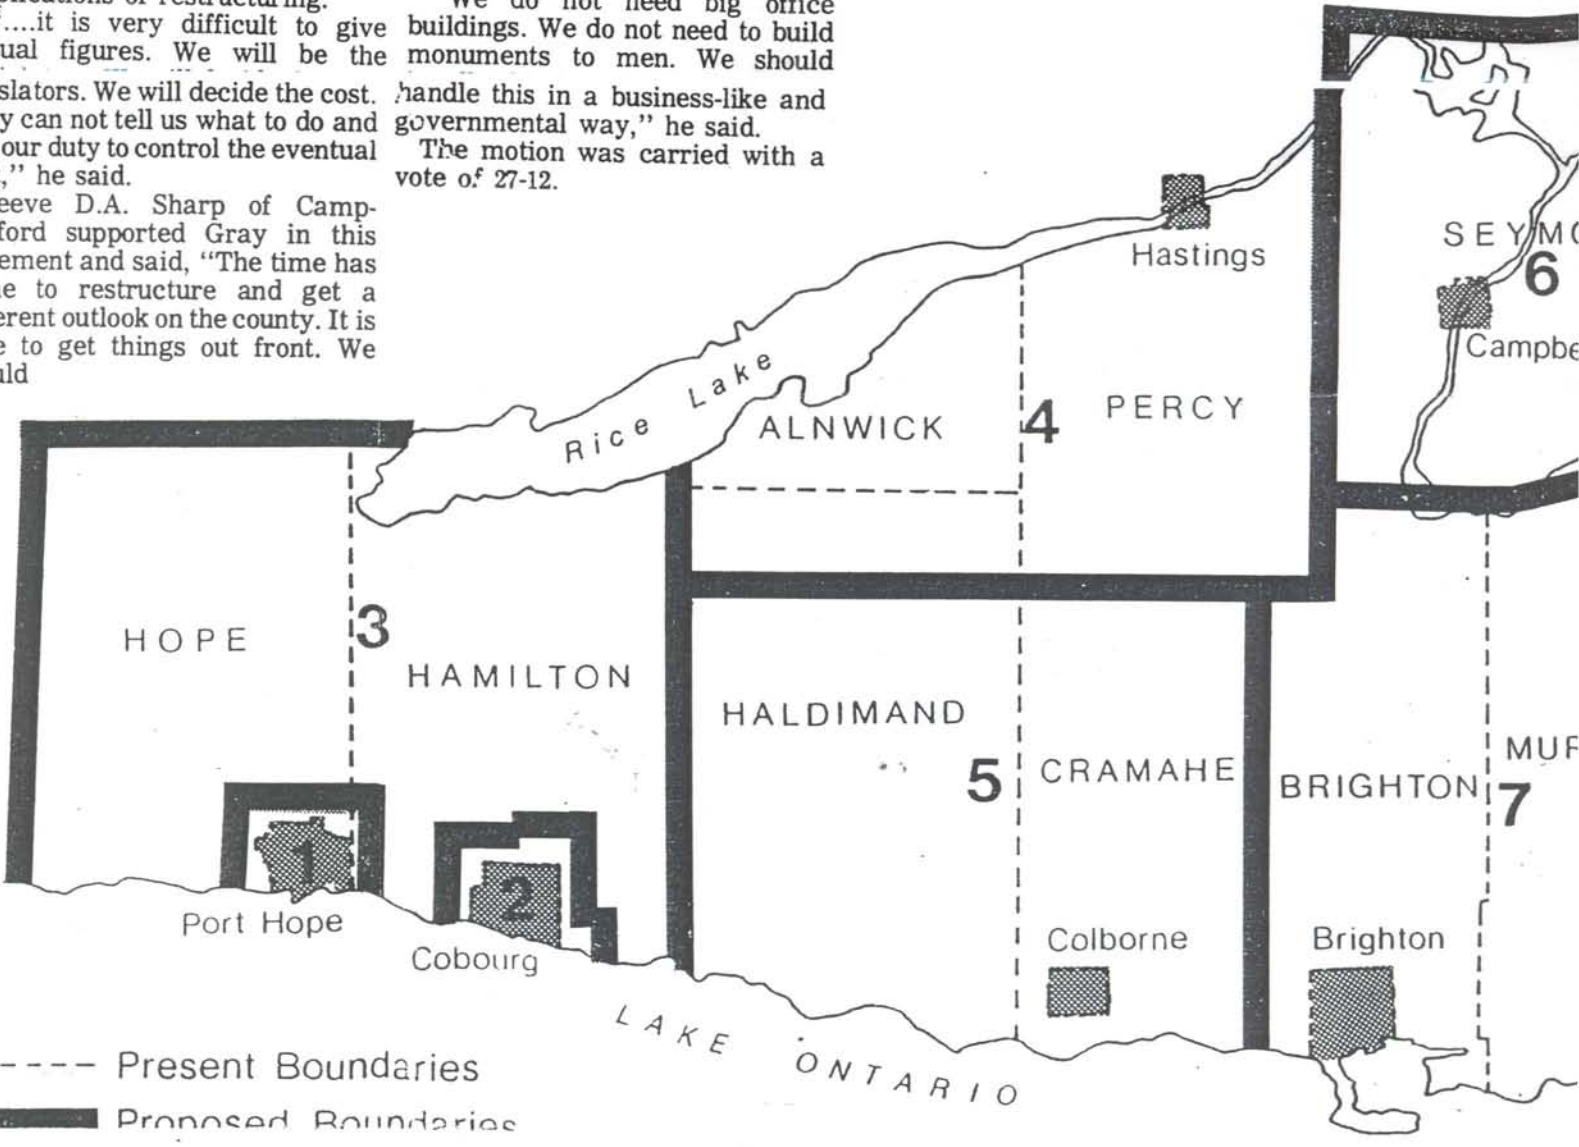 ....it is very difficult to give
ual figures. We will be the
slators. We will decide the cost.
y can not tell us what to do and
our duty to control the eventual
," he said.
eeve D.A. Sharp of Camp-
ford supported Gray in this
ement and said, "The time has
e to restructure and get a
erent outlook on the county. It is
e to get things out front. We
uld
We do not need big office
buildings. We do not need to build
monuments to men. We should
handle this in a business-like and
governmental way," he said.
The motion was carried with a
vote of 27-12.
Hastings
SEYMO
6
Campbe
Rice Lake
ALNWICK
4
PERCY
HOPE
3
HAMILTON
HALDIMAND
5
CRAMAHE
BRIGHTON
MUR
7
1
Port Hope
2
Cobourg
Colborne
Brighton
LAKE ONTARIO
---- Present Boundaries
Proposed Boundaries